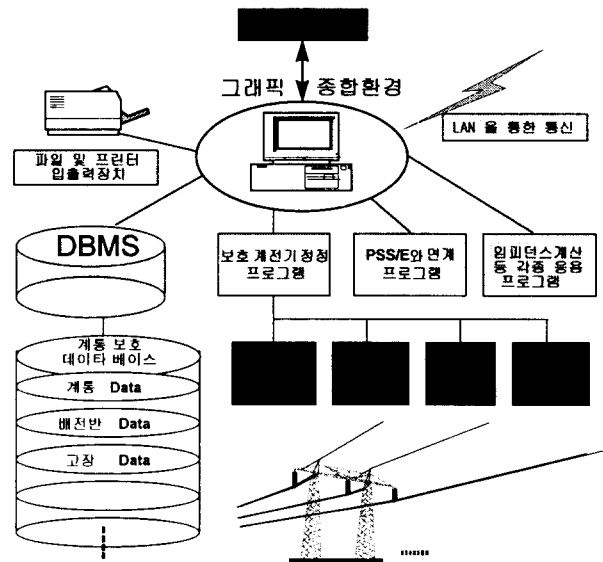 그래픽 종합환경
LAN 을 통한 통신
파일 및 프린터
입출력장치
DBMS
보호계전기정정
프로그램
PSS/E와 연계
프로그램
임피던스계산
등 각종 응용
프로그램
계통 보호
데이타 베이스
계통 Data
배전반 Data
고장 Data